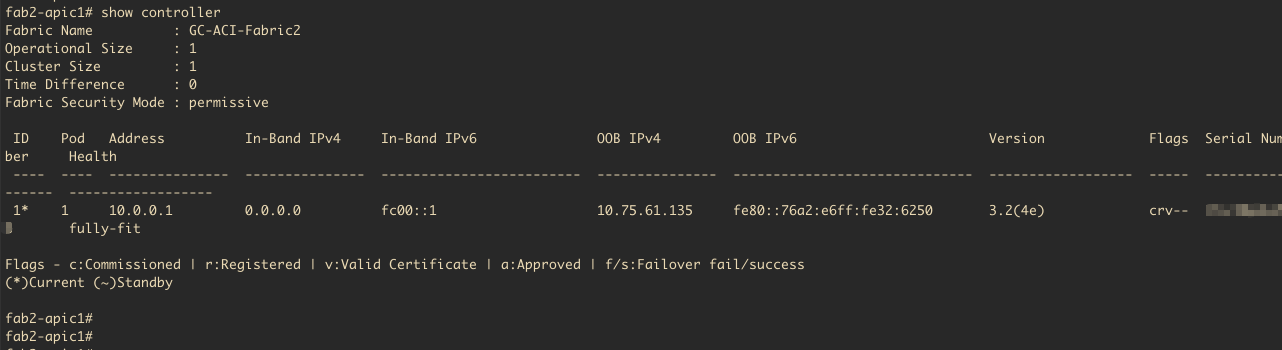 fab2-apic1# show controller
Fabric Name          : GC-ACI-Fabric2
Operational Size     : 1
Cluster Size         : 1
Time Difference      : 0
Fabric Security Mode : permissive
 ID    Pod   Address          In-Band IPv4     In-Band IPv6               OOB IPv4         OOB IPv6                        Version             Flags  Serial Num
ber     Health
 ----  ----  ---------------  ---------------  -------------------------  ---------------  ------------------------------  ------------------  -----  ----------
------  ------------------
 1*    1     10.0.0.1         0.0.0.0          fc00::1                    10.75.61.135     fe80::76a2:e6ff:fe32:6250       3.2(4e)             crv--
        fully-fit
Flags - c:Commissioned | r:Registered | v:Valid Certificate | a:Approved | f/s:Failover fail/success
(*)Current (~)Standby
fab2-apic1#
fab2-apic1#